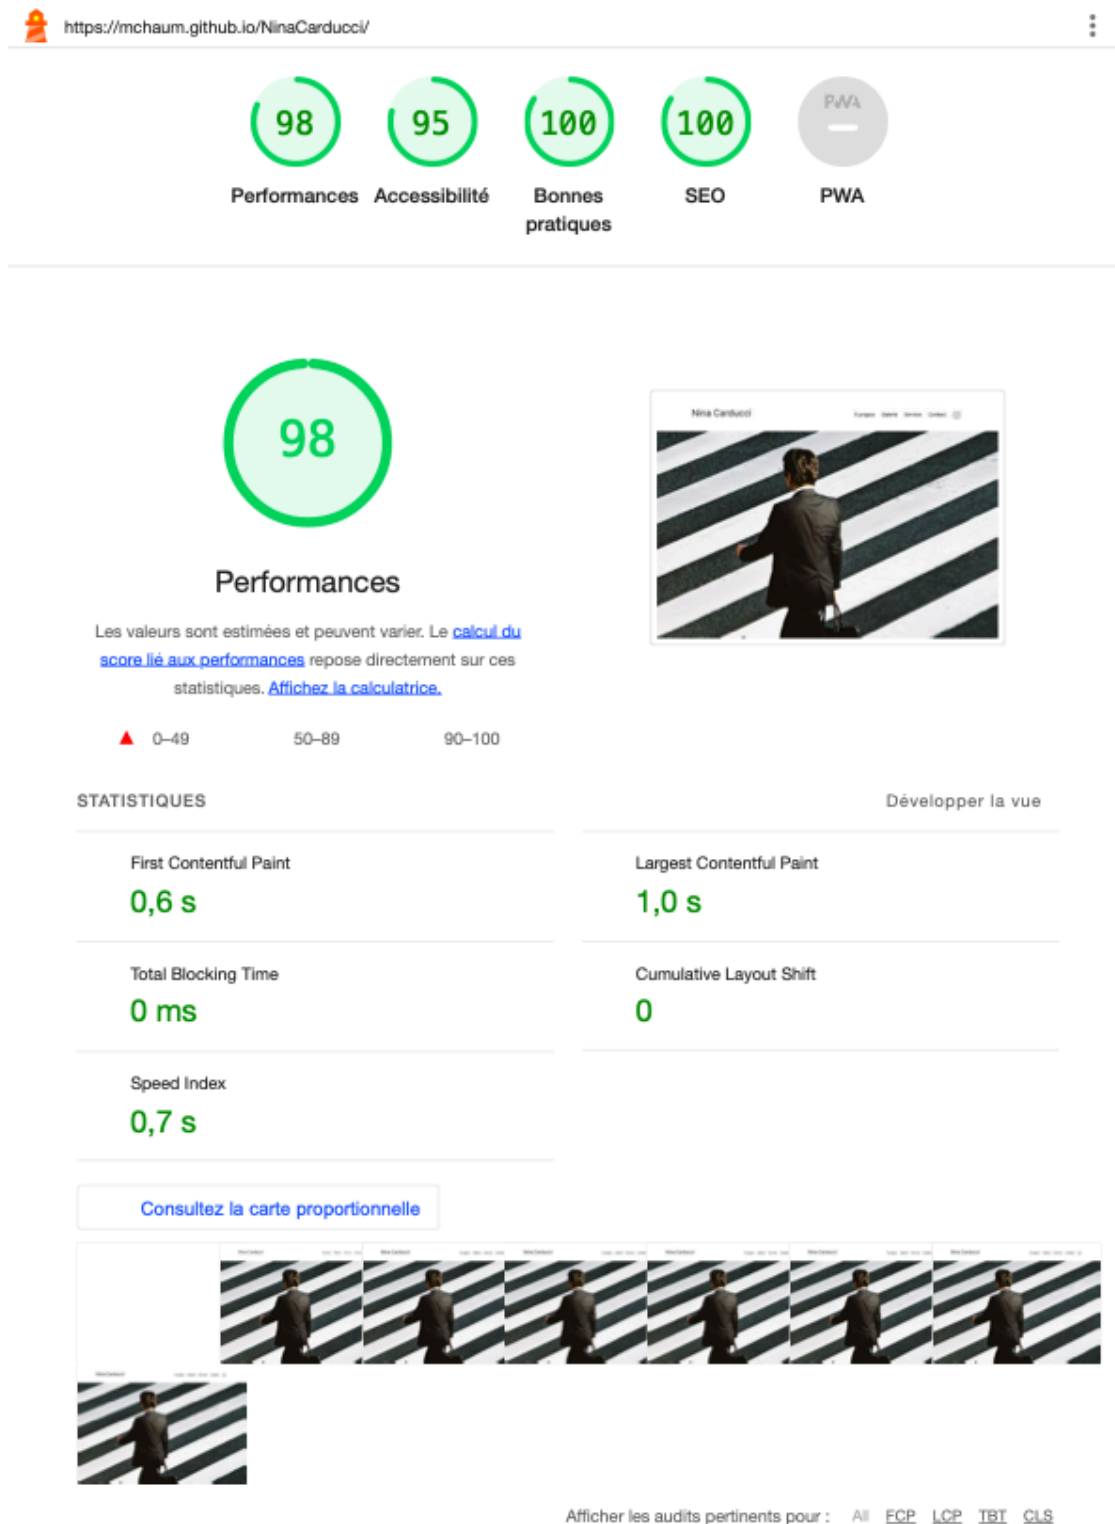 https://mchaum.github.io/NinaCarducci/
98 95 100 100 PWA
Performances Accessibilité Bonnes pratiques SEO PWA
98
Performances
Les valeurs sont estimées et peuvent varier. Le calcul du
score lié aux performances repose directement sur ces
statistiques. Affichez la calculatrice.
0–49 50–89 90–100
Nina Carducci
Service Contact
STATISTIQUES Développer la vue
First Contentful Paint
0,6 s
Largest Contentful Paint
1,0 s
Total Blocking Time
0 ms
Cumulative Layout Shift
0
Speed Index
0,7 s
Consultez la carte proportionnelle
Afficher les audits pertinents pour : All FCP LCP TBT CLS